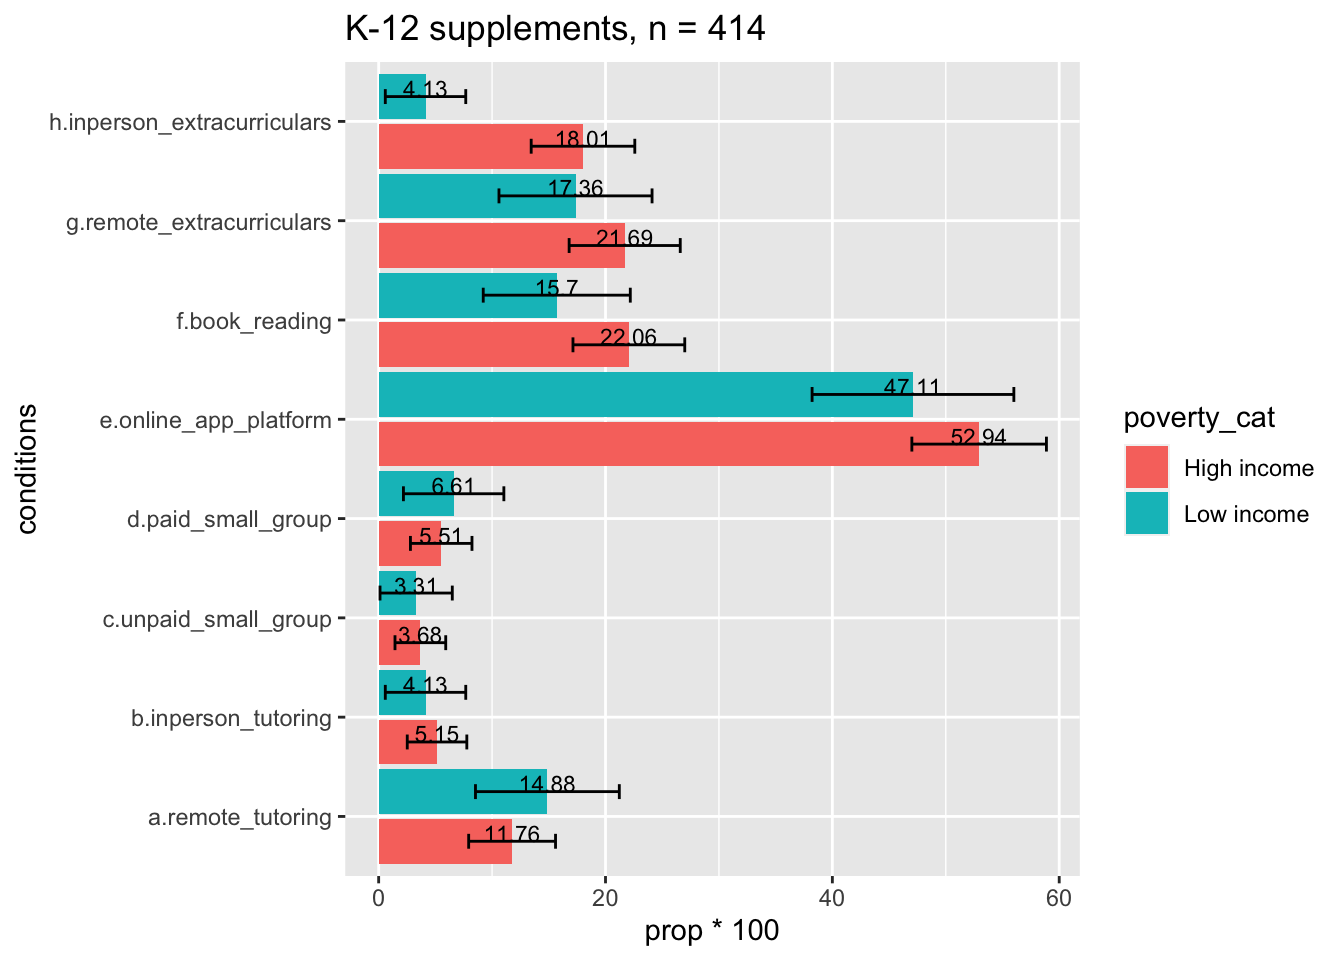 K-12 supplements, n = 414
h.inperson_extracurriculars
4.13
18.01
g.remote_extracurriculars
17.36
21.69
f.book_reading
15.7
22.06
e.online_app_platform
47.11
52.94
d.paid_small_group
6.61
5.51
c.unpaid_small_group
3.31
3.68
b.inperson_tutoring
4.13
5.15
a.remote_tutoring
14.88
11.76
0 20 40 60
prop * 100
conditions
poverty_cat
High income
Low income